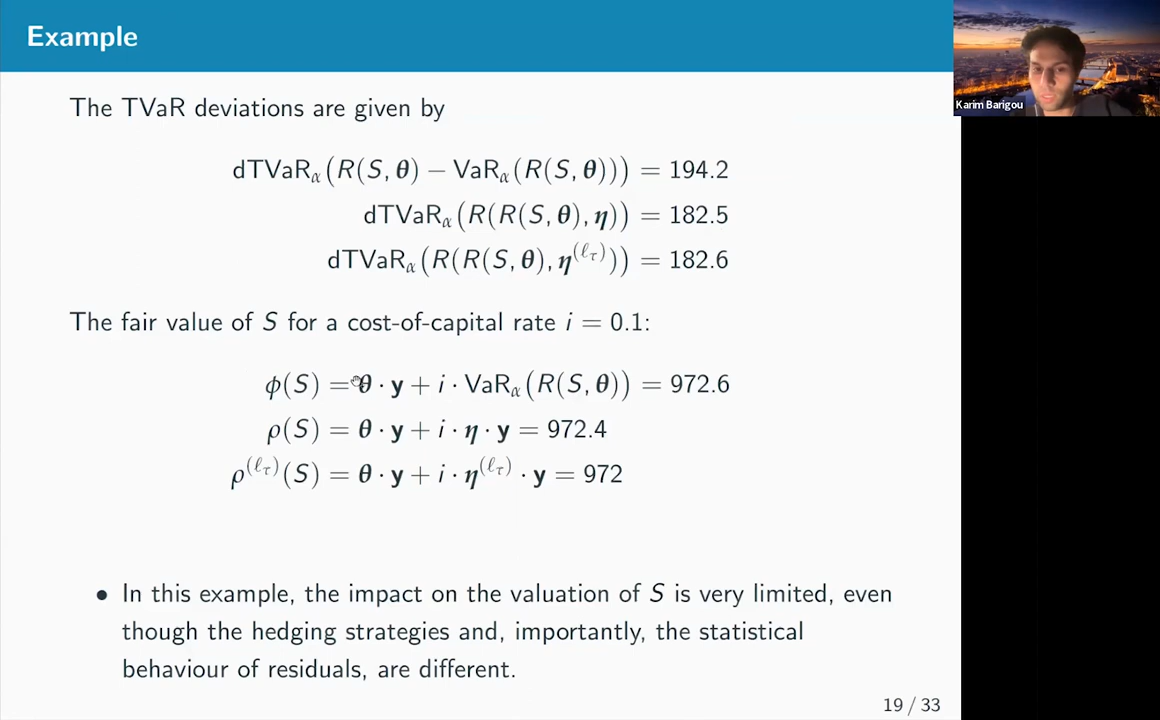 Example
Karim Barigou
The TVaR deviations are given by
dTVaR_α(R(S, θ) − VaR_α(R(S, θ))) = 194.2
dTVaR_α(R(R(S, θ), η)) = 182.5
dTVaR_α(R(R(S, θ), η^(ℓ_τ))) = 182.6
The fair value of S for a cost-of-capital rate i = 0.1:
ϕ(S) = θ · y + i · VaR_α(R(S, θ)) = 972.6
ρ(S) = θ · y + i · η · y = 972.4
ρ^(ℓ_τ)(S) = θ · y + i · η^(ℓ_τ) · y = 972
• In this example, the impact on the valuation of S is very limited, even
though the hedging strategies and, importantly, the statistical
behaviour of residuals, are different.
19 / 33